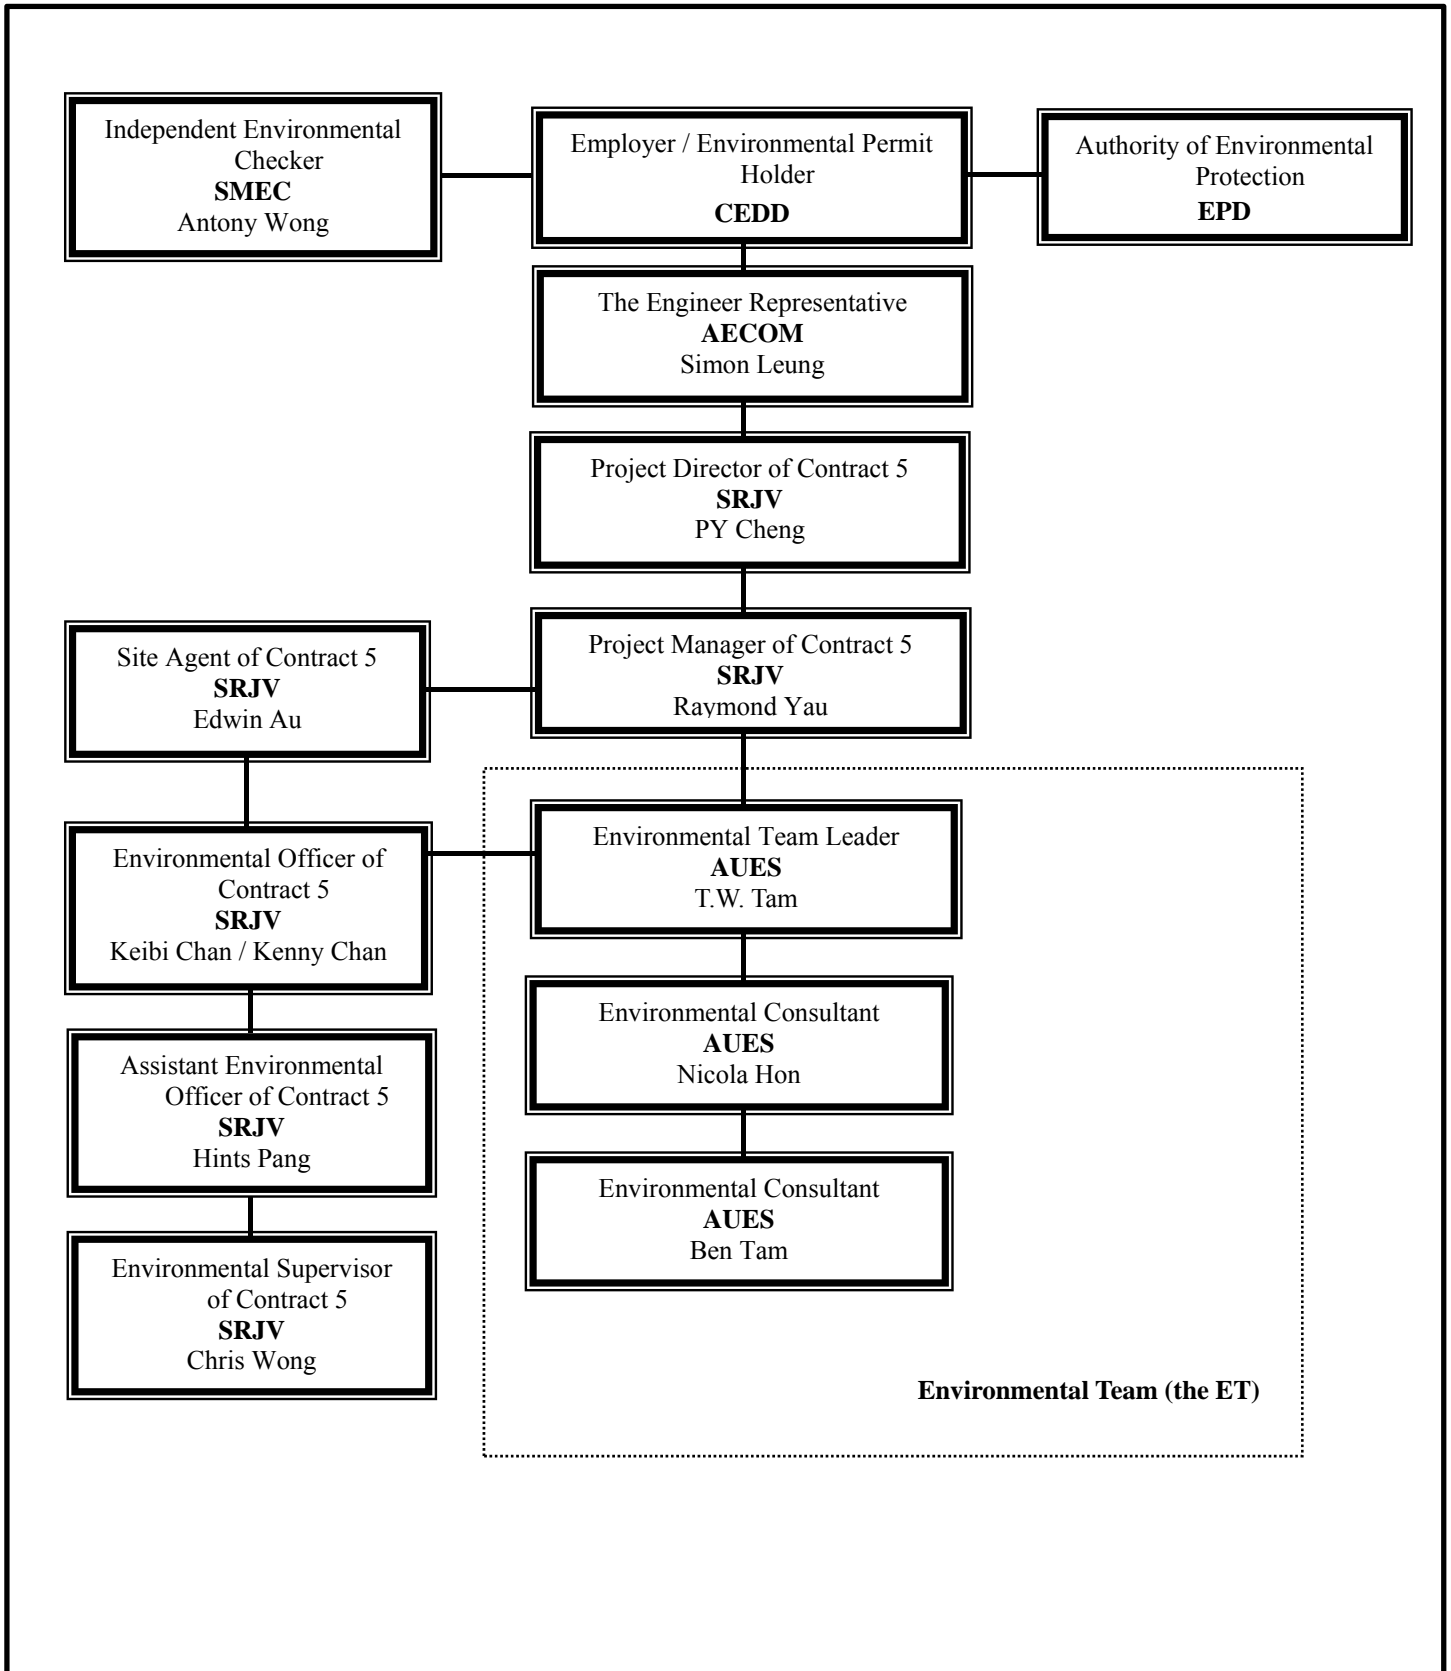 Independent Environmental
Checker
SMEC
Antony Wong
Employer / Environmental Permit
Holder
CEDD
Authority of Environmental
Protection
EPD
The Engineer Representative
AECOM
Simon Leung
Project Director of Contract 5
SRJV
PY Cheng
Site Agent of Contract 5
SRJV
Edwin Au
Project Manager of Contract 5
SRJV
Raymond Yau
Environmental Officer of
Contract 5
SRJV
Keibi Chan / Kenny Chan
Environmental Team Leader
AUES
T.W. Tam
Assistant Environmental
Officer of Contract 5
SRJV
Hints Pang
Environmental Consultant
AUES
Nicola Hon
Environmental Supervisor
of Contract 5
SRJV
Chris Wong
Environmental Consultant
AUES
Ben Tam
Environmental Team (the ET)